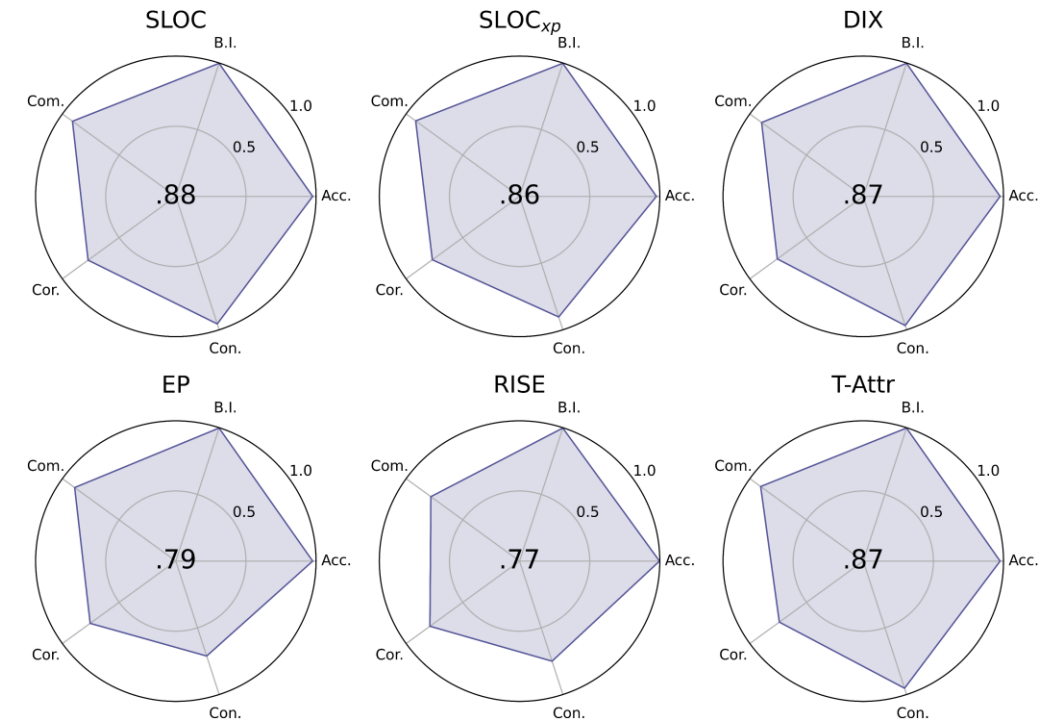 SLOC
B.I.
Com.
1.0
0.5
.88
Acc.
Cor.
Con.
SLOCxp
B.I.
Com.
1.0
0.5
.86
Acc.
Cor.
Con.
DIX
B.I.
Com.
1.0
0.5
.87
Acc.
Cor.
Con.
EP
B.I.
Com.
1.0
0.5
.79
Acc.
Cor.
Con.
RISE
B.I.
Com.
1.0
0.5
.77
Acc.
Cor.
Con.
T-Attr
B.I.
Com.
1.0
0.5
.87
Acc.
Cor.
Con.